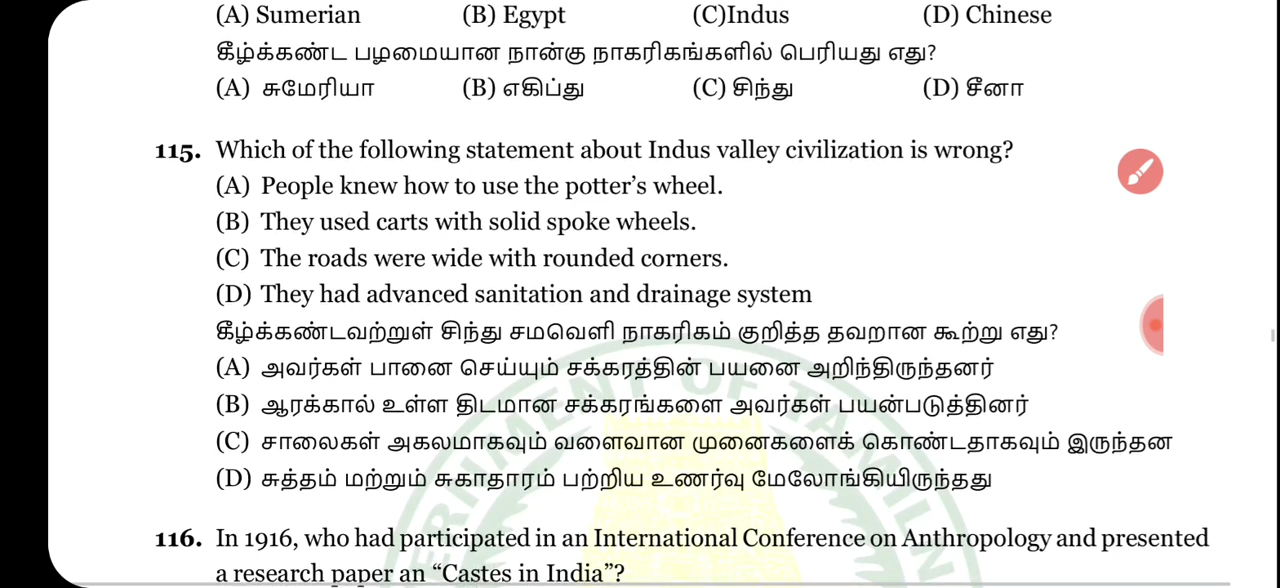 (A) Sumerian (B) Egypt (C)Indus (D) Chinese
கீழ்க்கண்ட பழமையான நான்கு நாகரிகங்களில் பெரியது எது?
(A) சுமேரியா (B) எகிப்து (C) சிந்து (D) சீனா
115. Which of the following statement about Indus valley civilization is wrong?
(A) People knew how to use the potter’s wheel.
(B) They used carts with solid spoke wheels.
(C) The roads were wide with rounded corners.
(D) They had advanced sanitation and drainage system
கீழ்க்கண்டவற்றுள் சிந்து சமவெளி நாகரிகம் குறித்த தவறான கூற்று எது?
(A) அவர்கள் பானை செய்யும் சக்கரத்தின் பயனை அறிந்திருந்தனர்
(B) ஆரக்கால் உள்ள திடமான சக்கரங்களை அவர்கள் பயன்படுத்தினர்
(C) சாலைகள் அகலமாகவும் வளைவான முனைகளைக் கொண்டதாகவும் இருந்தன
(D) சுத்தம் மற்றும் சுகாதாரம் பற்றிய உணர்வு மேலோங்கியிருந்தது
116. In 1916, who had participated in an International Conference on Anthropology and presented
a research paper an “Castes in India”?
ERNMENT OF TAMILN